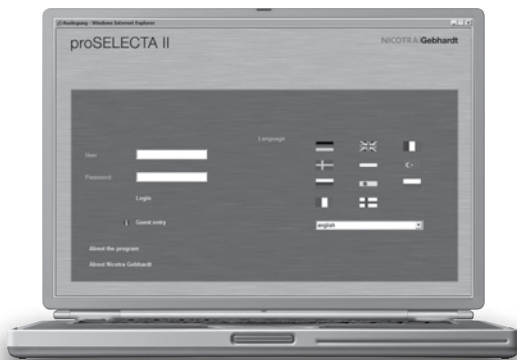 Auslegung - Windows Internet Explorer
proSELECTA II
NICOTRA Gebhardt
Language
User
Password
Login
Guest entry
english
About the program
About Nicotra Gebhardt